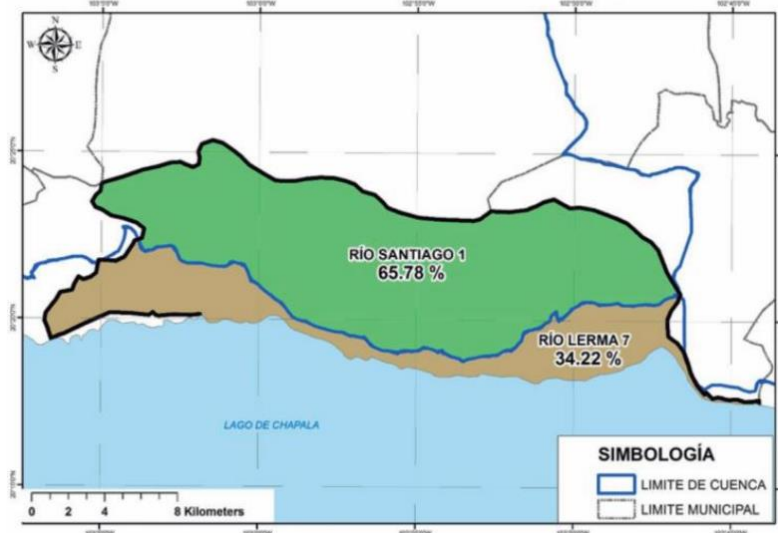 N
W E
S
RÍO SANTIAGO 1
65.78 %
RÍO LERMA 7
34.22 %
LAGO DE CHAPALA
SIMBOLOGÍA
LIMITE DE CUENCA
LIMITE MUNICIPAL
0 2 4 8 Kilometers